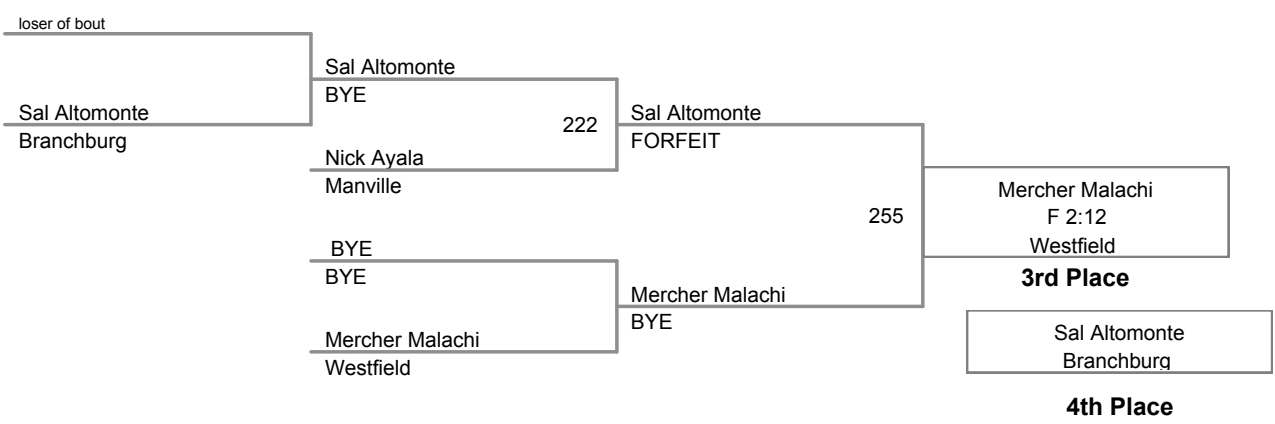 loser of bout
Sal Altomonte
BYE
Sal Altomonte
Branchburg
222
Sal Altomonte
FORFEIT
Nick Ayala
Manville
Mercher Malachi
F 2:12
Westfield
255
3rd Place
BYE
BYE
Mercher Malachi
BYE
Mercher Malachi
Westfield
Sal Altomonte
Branchburg
4th Place